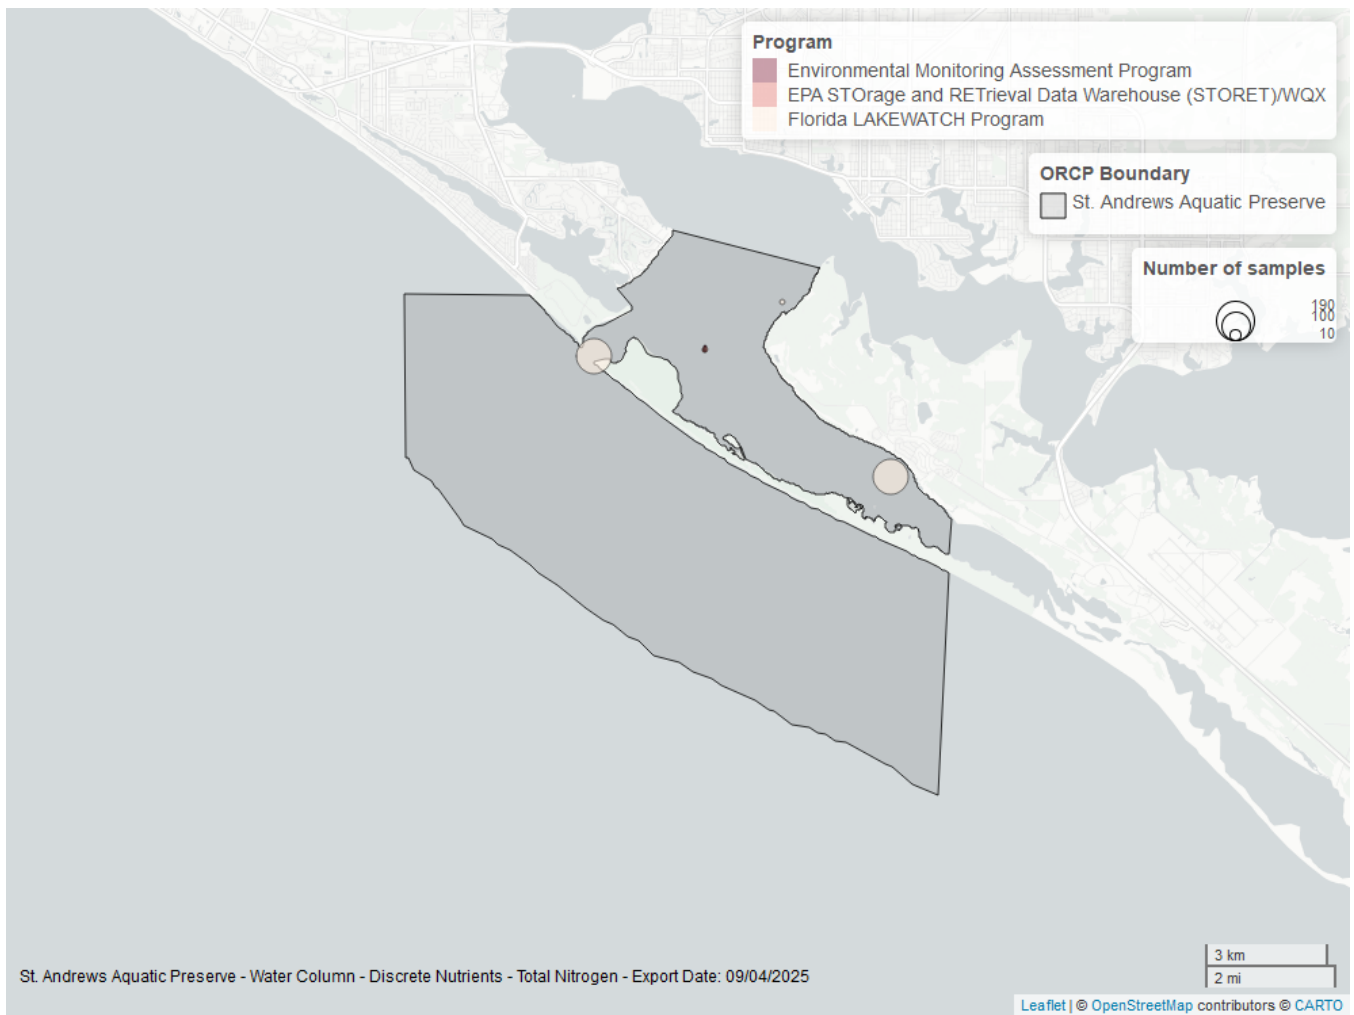 Program
Environmental Monitoring Assessment Program
EPA STOrage and RETrieval Data Warehouse (STORET)/WQX
Florida LAKEWATCH Program
ORCP Boundary
St. Andrews Aquatic Preserve
Number of samples
190
100
10
3 km
2 mi
St. Andrews Aquatic Preserve - Water Column - Discrete Nutrients - Total Nitrogen - Export Date: 09/04/2025
Leaflet | © OpenStreetMap contributors © CARTO